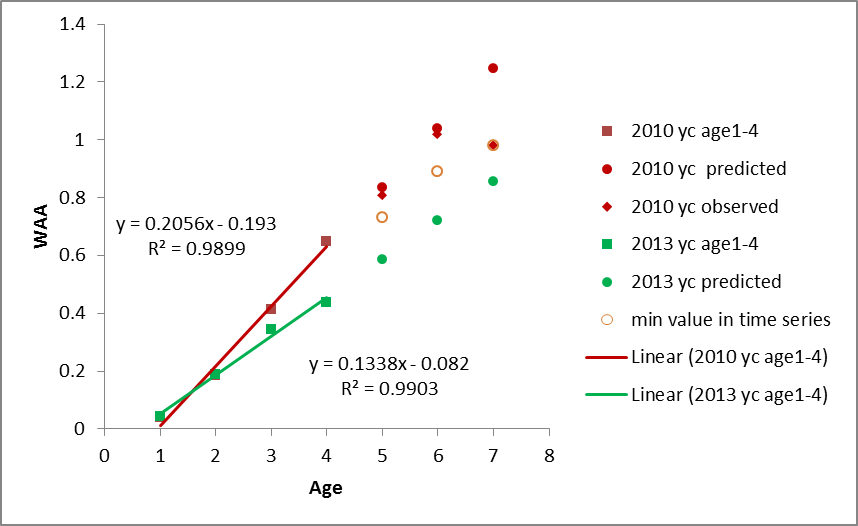 1.4
1.2
1
0.8
0.6
0.4
0.2
0
WAA
y = 0.2056x - 0.193
R² = 0.9899
y = 0.1338x - 0.082
R² = 0.9903
0 1 2 3 4 5 6 7 8
Age
2010 yc age1-4
2010 yc  predicted
2010 yc observed
2013 yc age1-4
2013 yc predicted
min value in time series
Linear (2010 yc age1-4)
Linear (2013 yc age1-4)